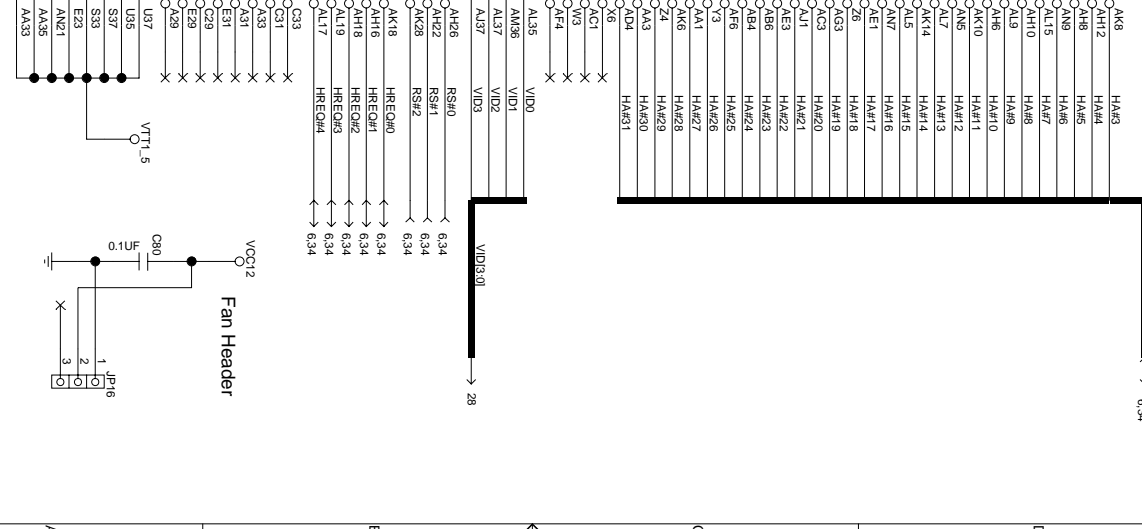 AK8 HA#3
AH12 HA#4
AH8 HA#5
AN9 HA#6
AL15 HA#7
AH10 HA#8
AL9 HA#9
AH6 HA#10
AK10 HA#11
AN5 HA#12
AL7 HA#13
AK14 HA#14
AL5 HA#15
AN7 HA#16
AE1 HA#17
Z6 HA#18
AG3 HA#19
AC3 HA#20
AJ1 HA#21
AE3 HA#22
AB6 HA#23
AB4 HA#24
AF6 HA#25
Y3 HA#26
AA1 HA#27
AK6 HA#28
Z4 HA#29
AA3 HA#30
AD4 HA#31
X6
AC1
W3
AF4
AL35 VID0
AM36 VID1
AL37 VID2
AJ37 VID3
VID[3:0]
28
AH26 RS#0 6,34
AH22 RS#1 6,34
AK28 RS#2 6,34
AK18 HREQ#0 6,34
AH16 HREQ#1 6,34
AH18 HREQ#2 6,34
AL19 HREQ#3 6,34
AL17 HREQ#4 6,34
C33
C31
A33
A31
E31
C29
E29
A29
U37
U35
S37
S33
E23
AN21
AA35
AA33
VTT1_5
VCC12
Fan Header
C80
0.1UF
JP16
1
2
3